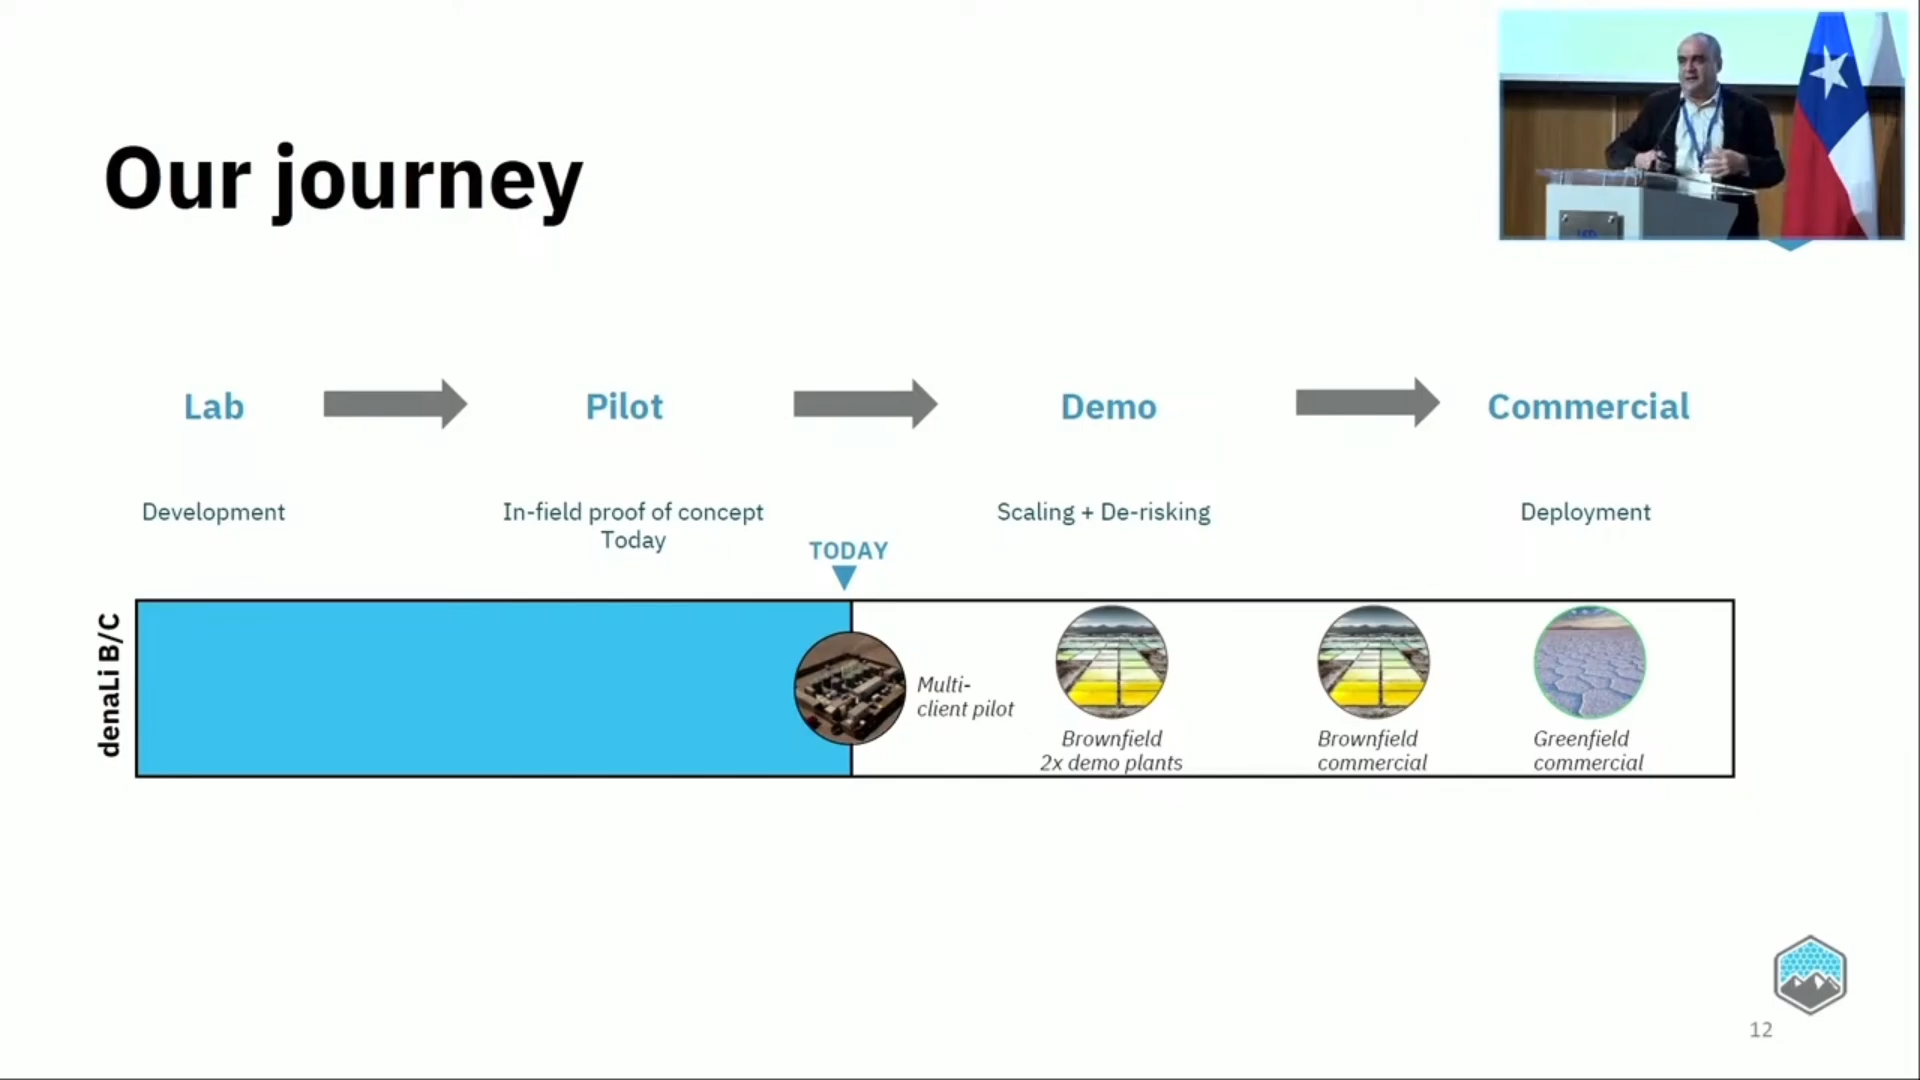 Our journey
Lab
Pilot
Demo
Commercial
Development
In-field proof of concept
Today
Scaling + De-risking
Deployment
TODAY
denaLi B/C
Multi-
client pilot
Brownfield
2x demo plants
Brownfield
commercial
Greenfield
commercial
12